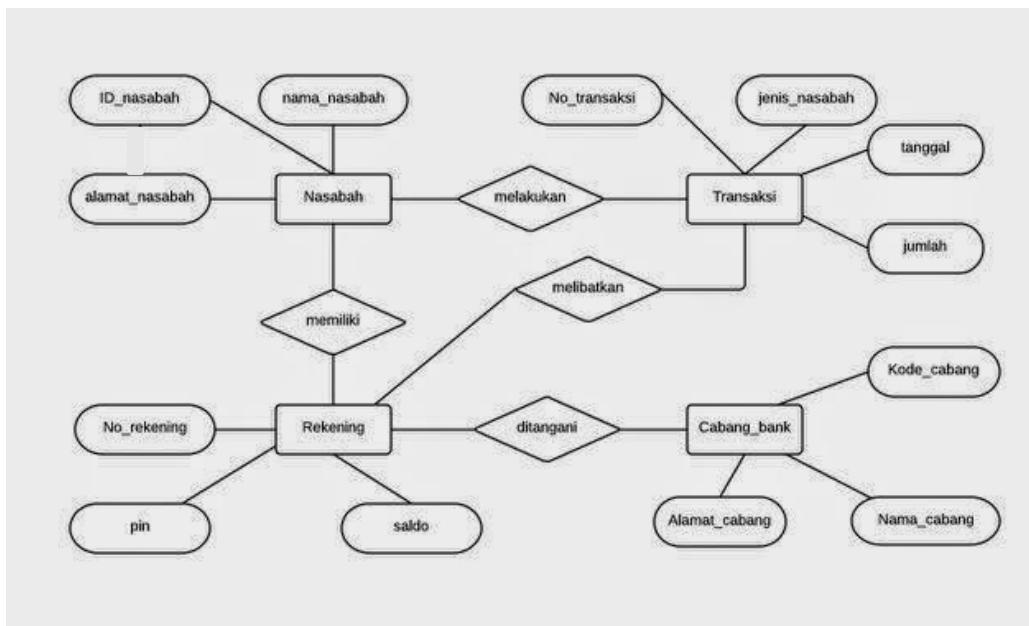 ID_nasabah
nama_nasabah
No_transaksi
jenis_nasabah
tanggal
alamat_nasabah
Nasabah
melakukan
Transaksi
jumlah
melibatkan
memiliki
Kode_cabang
No_rekening
Rekening
ditangani
Cabang_bank
pin
saldo
Alamat_cabang
Nama_cabang